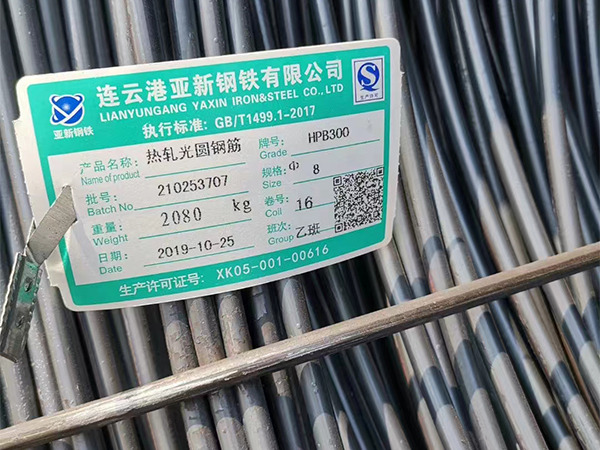 连云港亚新钢铁有限公司
LIANYUNGANG YAXIN IRON&STEEL CO.,LTD
亚新钢铁
执行标准: GB/T1499.1-2017
产品名称: 热轧光圆钢筋 牌号: HPB300
Name of product Grade
批号: 210253707 规格: Φ 8
Batch No Size
重量: 2080 kg 卷号: 16
Weight Coil
日期: 2019-10-25 班次: 乙班
Date Group
生产许可证号: XK05-001-00616